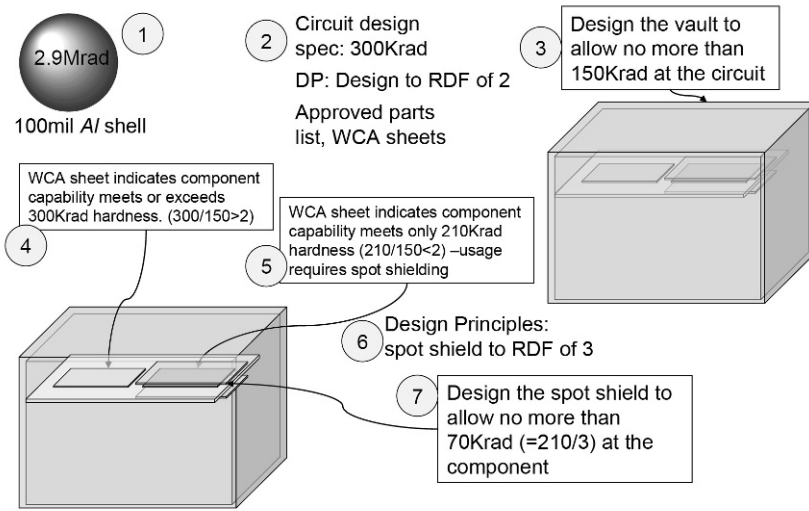 2.9Mrad
1
100mil Al shell
2
Circuit design
spec: 300Krad
DP: Design to RDF of 2
Approved parts
list, WCA sheets
3
Design the vault to
allow no more than
150Krad at the circuit
WCA sheet indicates component
capability meets or exceeds
300Krad hardness. (300/150>2)
4
WCA sheet indicates component
capability meets only 210Krad
hardness (210/150<2) –usage
requires spot shielding
5
6
Design Principles:
spot shield to RDF of 3
7
Design the spot shield to
allow no more than
70Krad (=210/3) at the
component